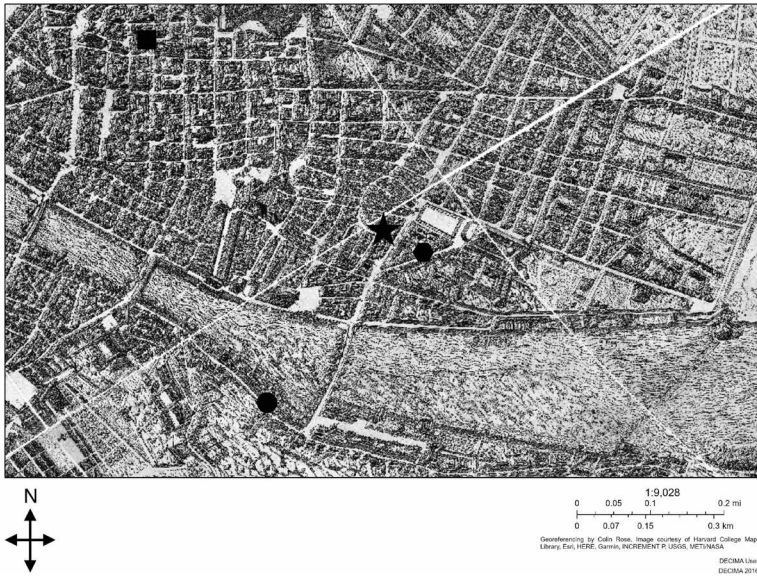 N
1:9,028
0 0.05 0.1 0.2 mi
0 0.07 0.15 0.3 km
Georeferencing by Colin Rose, Image courtesy of Harvard College Map
Library, Esri, HERE, Garmin, INCREMENT P, USGS, METI/NASA
DECIMA Use
DECIMA 2016